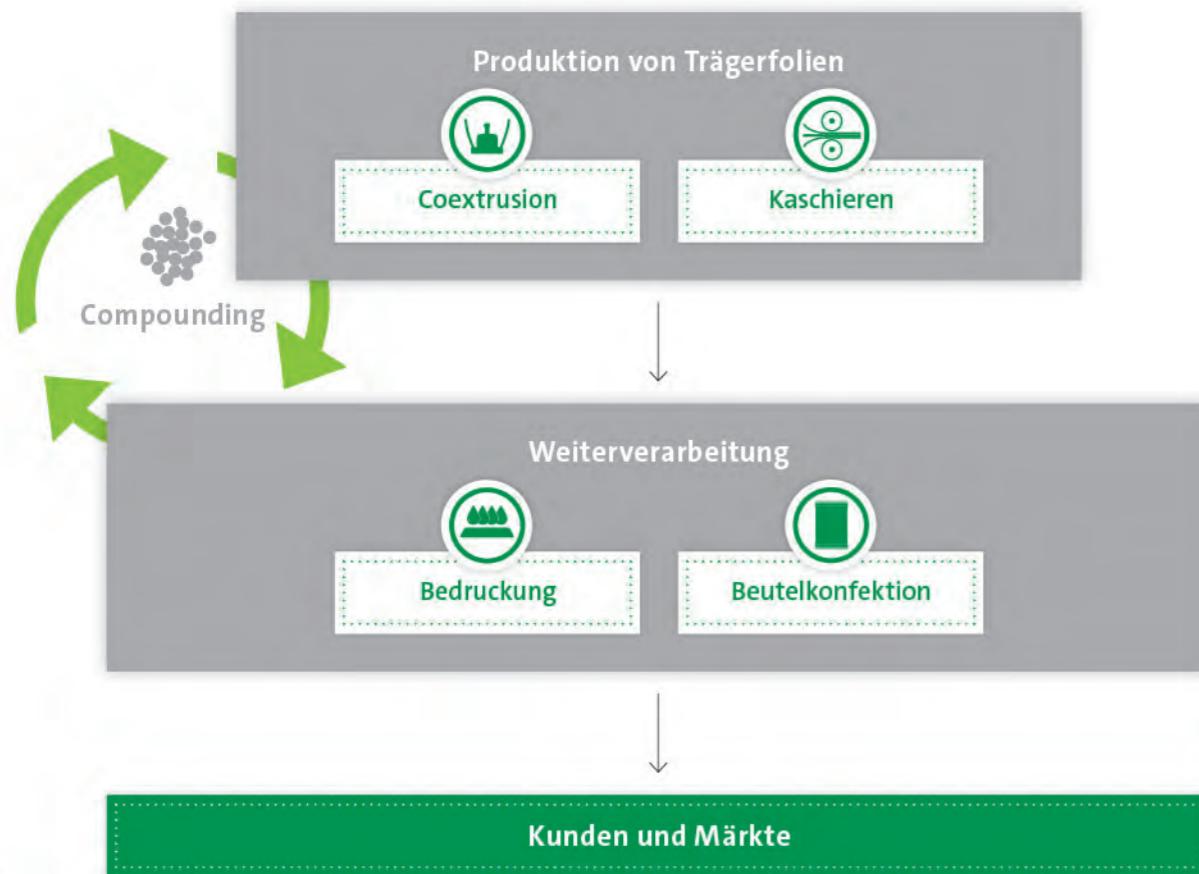 Produktion von Trägerfolien
Coextrusion
Kaschieren
Compounding
Weiterverarbeitung
Bedruckung
Beutelkonfektion
Kunden und Märkte